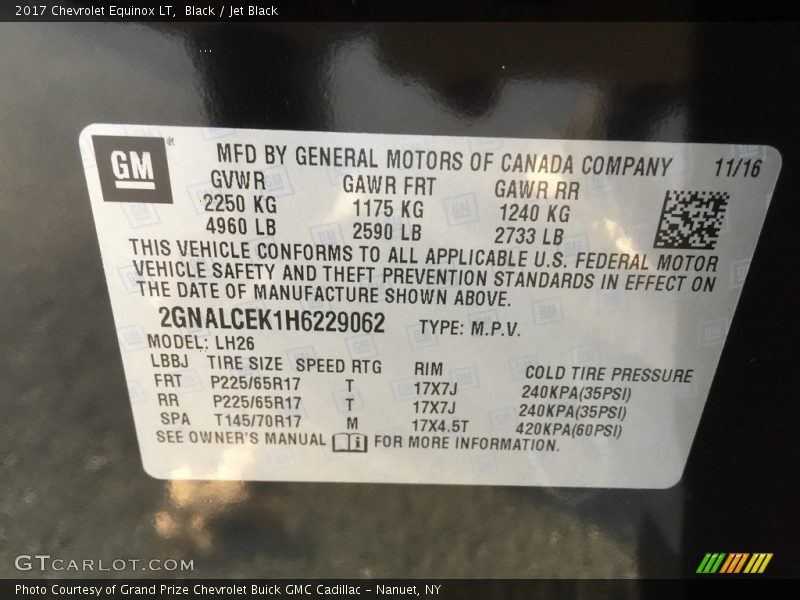 2017 Chevrolet Equinox LT,  Black / Jet Black
GM ®
MFD BY GENERAL MOTORS OF CANADA COMPANY 11/16
GVWR GAWR FRT GAWR RR
2250 KG 1175 KG 1240 KG
4960 LB 2590 LB 2733 LB
THIS VEHICLE CONFORMS TO ALL APPLICABLE U.S. FEDERAL MOTOR
VEHICLE SAFETY AND THEFT PREVENTION STANDARDS IN EFFECT ON
THE DATE OF MANUFACTURE SHOWN ABOVE.
2GNALCEK1H6229062 TYPE: M.P.V.
MODEL: LH26
LBBJ TIRE SIZE SPEED RTG RIM COLD TIRE PRESSURE
FRT P225/65R17 T 17X7J 240KPA(35PSI)
RR P225/65R17 T 17X7J 240KPA(35PSI)
SPA T145/70R17 M 17X4.5T 420KPA(60PSI)
SEE OWNER'S MANUAL i FOR MORE INFORMATION.
GTCARLOT.COM
Photo Courtesy of Grand Prize Chevrolet Buick GMC Cadillac – Nanuet, NY